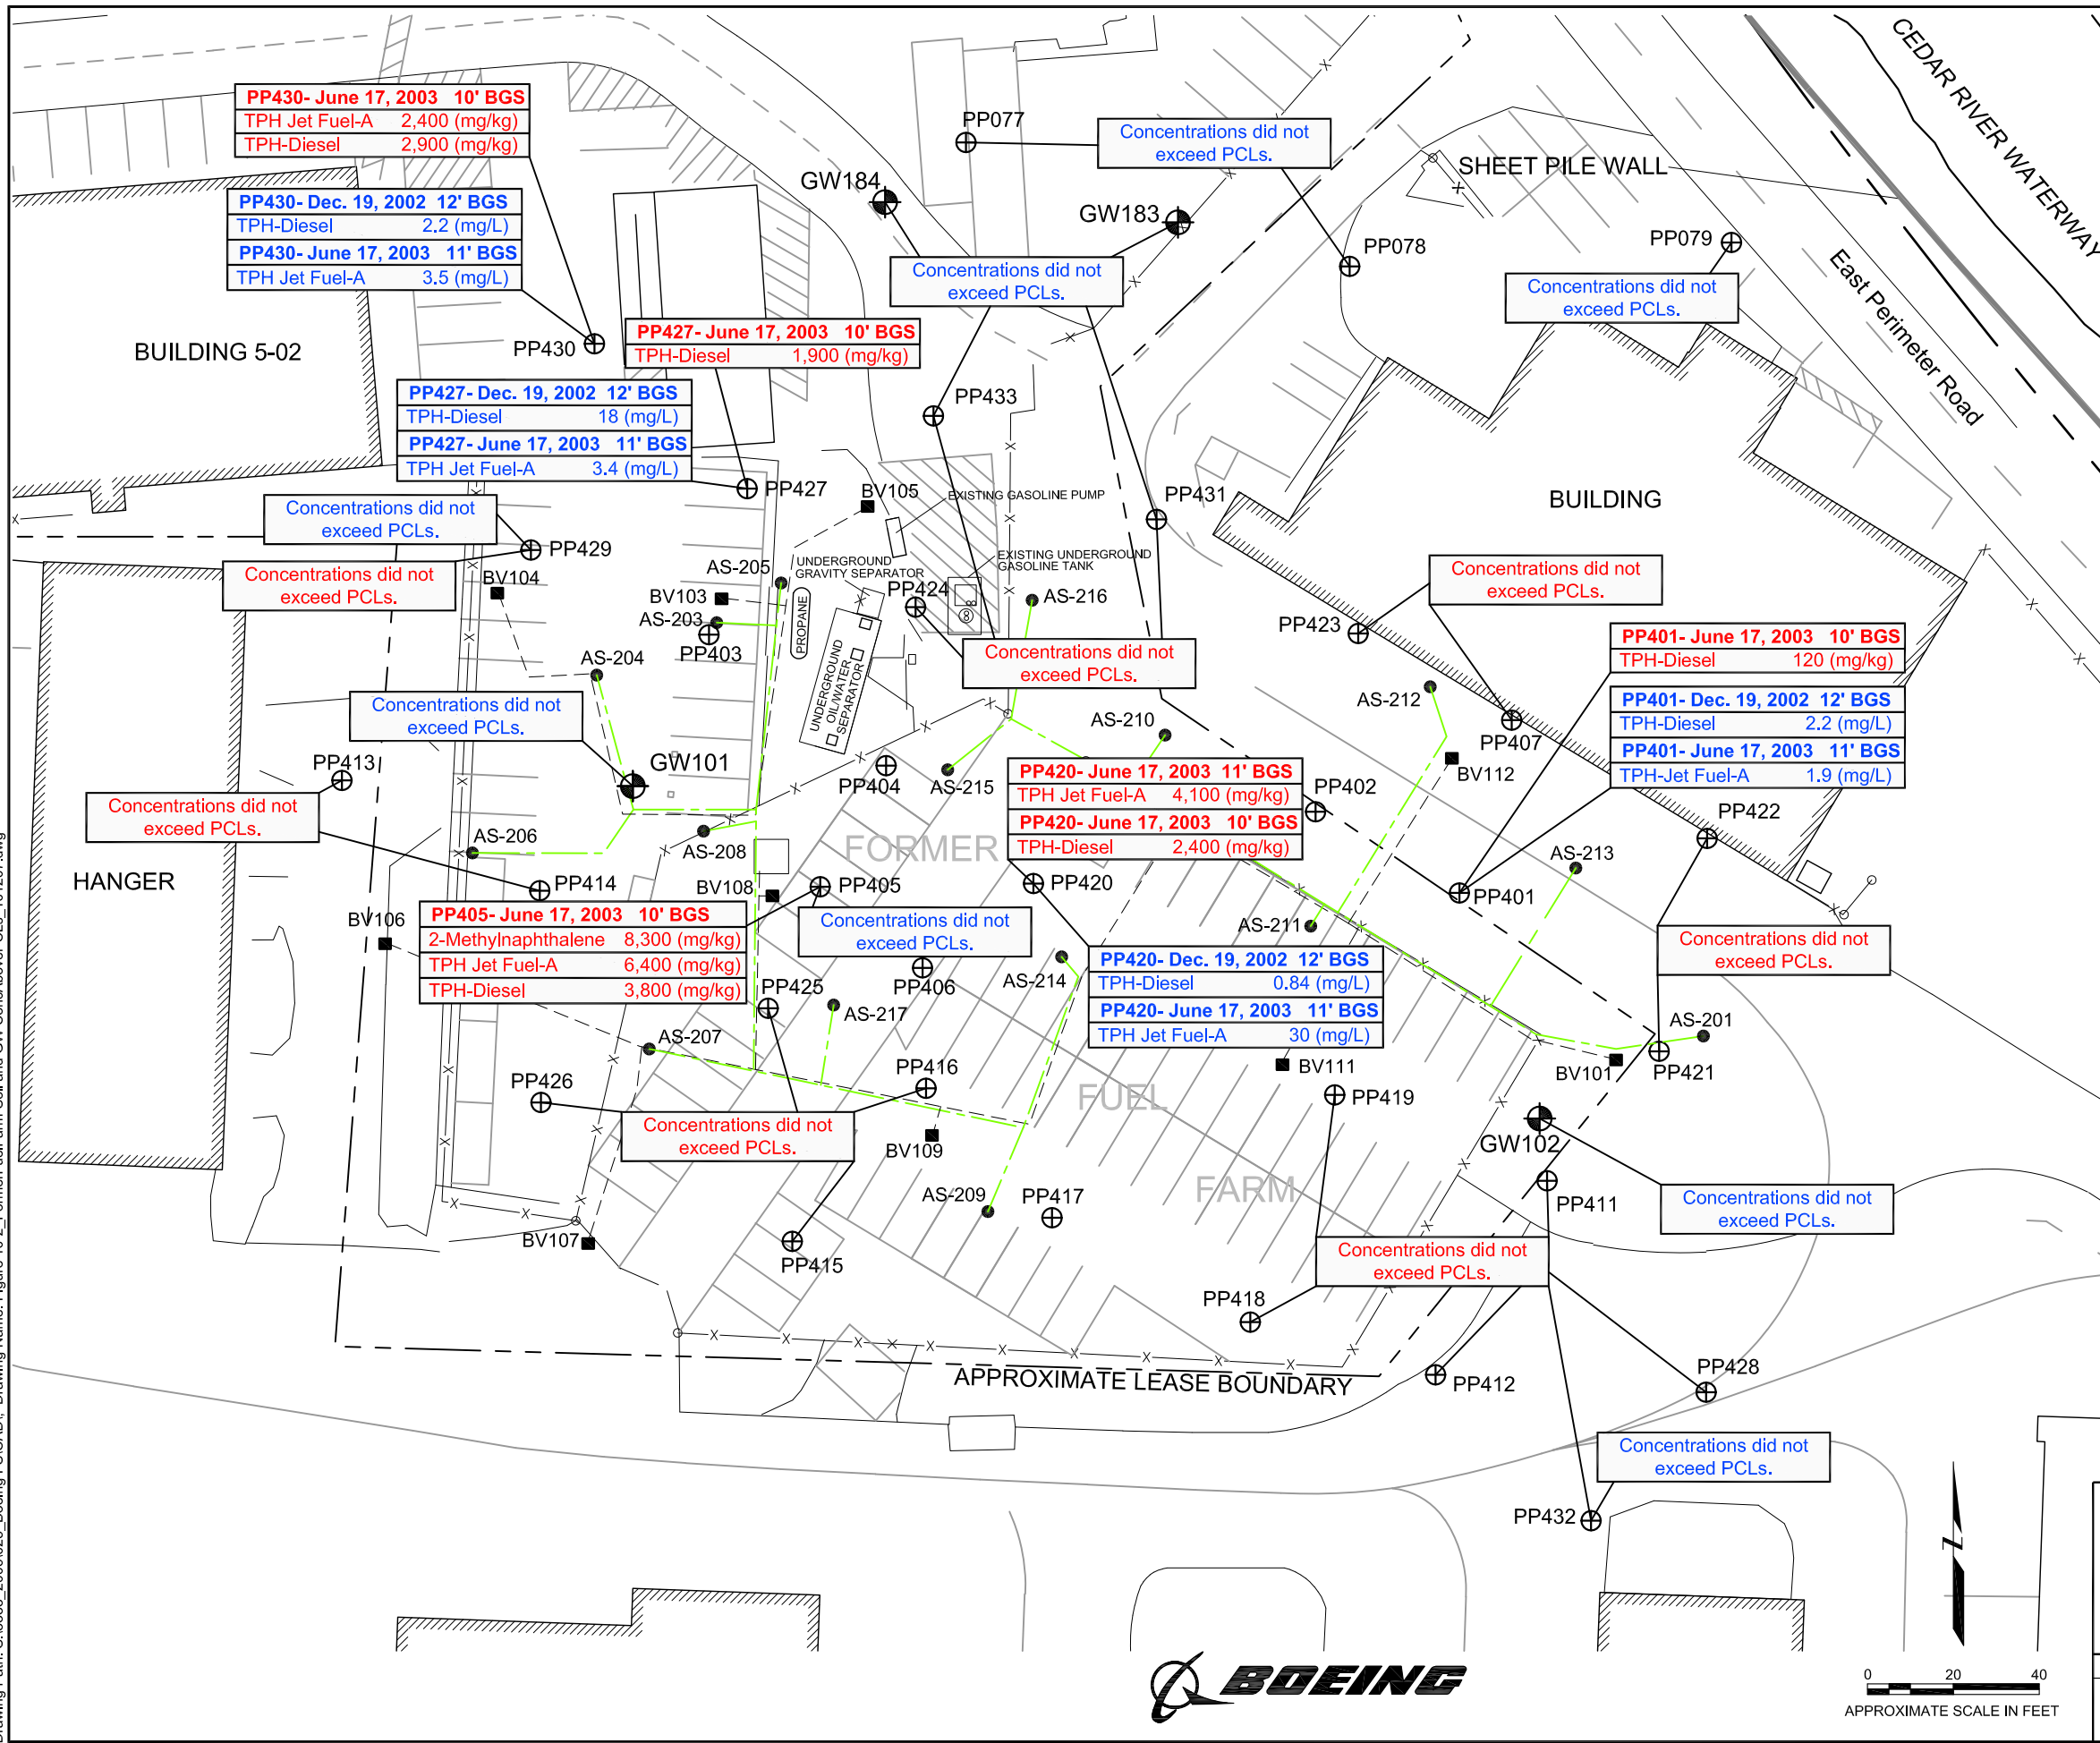 CEDAR RIVER WATERWAY
PP430- June 17, 2003 10' BGS
TPH Jet Fuel-A 2,400 (mg/kg)
TPH-Diesel 2,900 (mg/kg)
PP077
Concentrations did not
exceed PCLs.
SHEET PILE WALL
GW184
PP430- Dec. 19, 2002 12' BGS
TPH-Diesel 2.2 (mg/L)
PP430- June 17, 2003 11' BGS
TPH Jet Fuel-A 3.5 (mg/L)
GW183
PP078
PP079
East Perimeter Road
Concentrations did not
exceed PCLs.
Concentrations did not
exceed PCLs.
BUILDING 5-02
PP430
PP427- June 17, 2003 10' BGS
TPH-Diesel 1,900 (mg/kg)
PP427- Dec. 19, 2002 12' BGS
TPH-Diesel 18 (mg/L)
PP427- June 17, 2003 11' BGS
TPH Jet Fuel-A 3.4 (mg/L)
PP433
PP427
BV105
EXISTING GASOLINE PUMP
PP431
BUILDING
Concentrations did not
exceed PCLs.
PP429
Concentrations did not
exceed PCLs.
BV104
AS-205
UNDERGROUND
GRAVITY SEPARATOR
EXISTING UNDERGROUND
GASOLINE TANK
BV103
AS-203
PP403
PROPANE
PP424
AS-216
PP423
Concentrations did not
exceed PCLs.
PP401- June 17, 2003 10' BGS
TPH-Diesel 120 (mg/kg)
UNDERGROUND
OIL/WATER
SEPARATOR
Concentrations did not
exceed PCLs.
AS-204
AS-212
PP401- Dec. 19, 2002 12' BGS
TPH-Diesel 2.2 (mg/L)
PP401- June 17, 2003 11' BGS
TPH-Jet Fuel-A 1.9 (mg/L)
Concentrations did not
exceed PCLs.
AS-210
PP407
PP413
GW101
PP404
AS-215
BV112
PP420- June 17, 2003 11' BGS
TPH Jet Fuel-A 4,100 (mg/kg)
PP420- June 17, 2003 10' BGS
TPH-Diesel 2,400 (mg/kg)
PP402
Concentrations did not
exceed PCLs.
PP422
AS-206
AS-208
FORMER
AS-213
HANGER
PP414
BV108
PP405
PP420
PP401
BV106
PP405- June 17, 2003 10' BGS
2-Methylnaphthalene 8,300 (mg/kg)
TPH Jet Fuel-A 6,400 (mg/kg)
TPH-Diesel 3,800 (mg/kg)
Concentrations did not
exceed PCLs.
AS-211
Concentrations did not
exceed PCLs.
PP425
PP406
AS-214
PP420- Dec. 19, 2002 12' BGS
TPH-Diesel 0.84 (mg/L)
PP420- June 17, 2003 11' BGS
TPH Jet Fuel-A 30 (mg/L)
AS-217
AS-201
AS-207
PP416
BV111
BV101
PP421
PP426
FUEL
PP419
Concentrations did not
exceed PCLs.
BV109
GW102
AS-209
PP417
FARM
PP411
Concentrations did not
exceed PCLs.
BV107
PP415
Concentrations did not
exceed PCLs.
PP418
APPROXIMATE LEASE BOUNDARY
PP412
PP428
Concentrations did not
exceed PCLs.
PP432
Z
BOEING
0 20 40
APPROXIMATE SCALE IN FEET